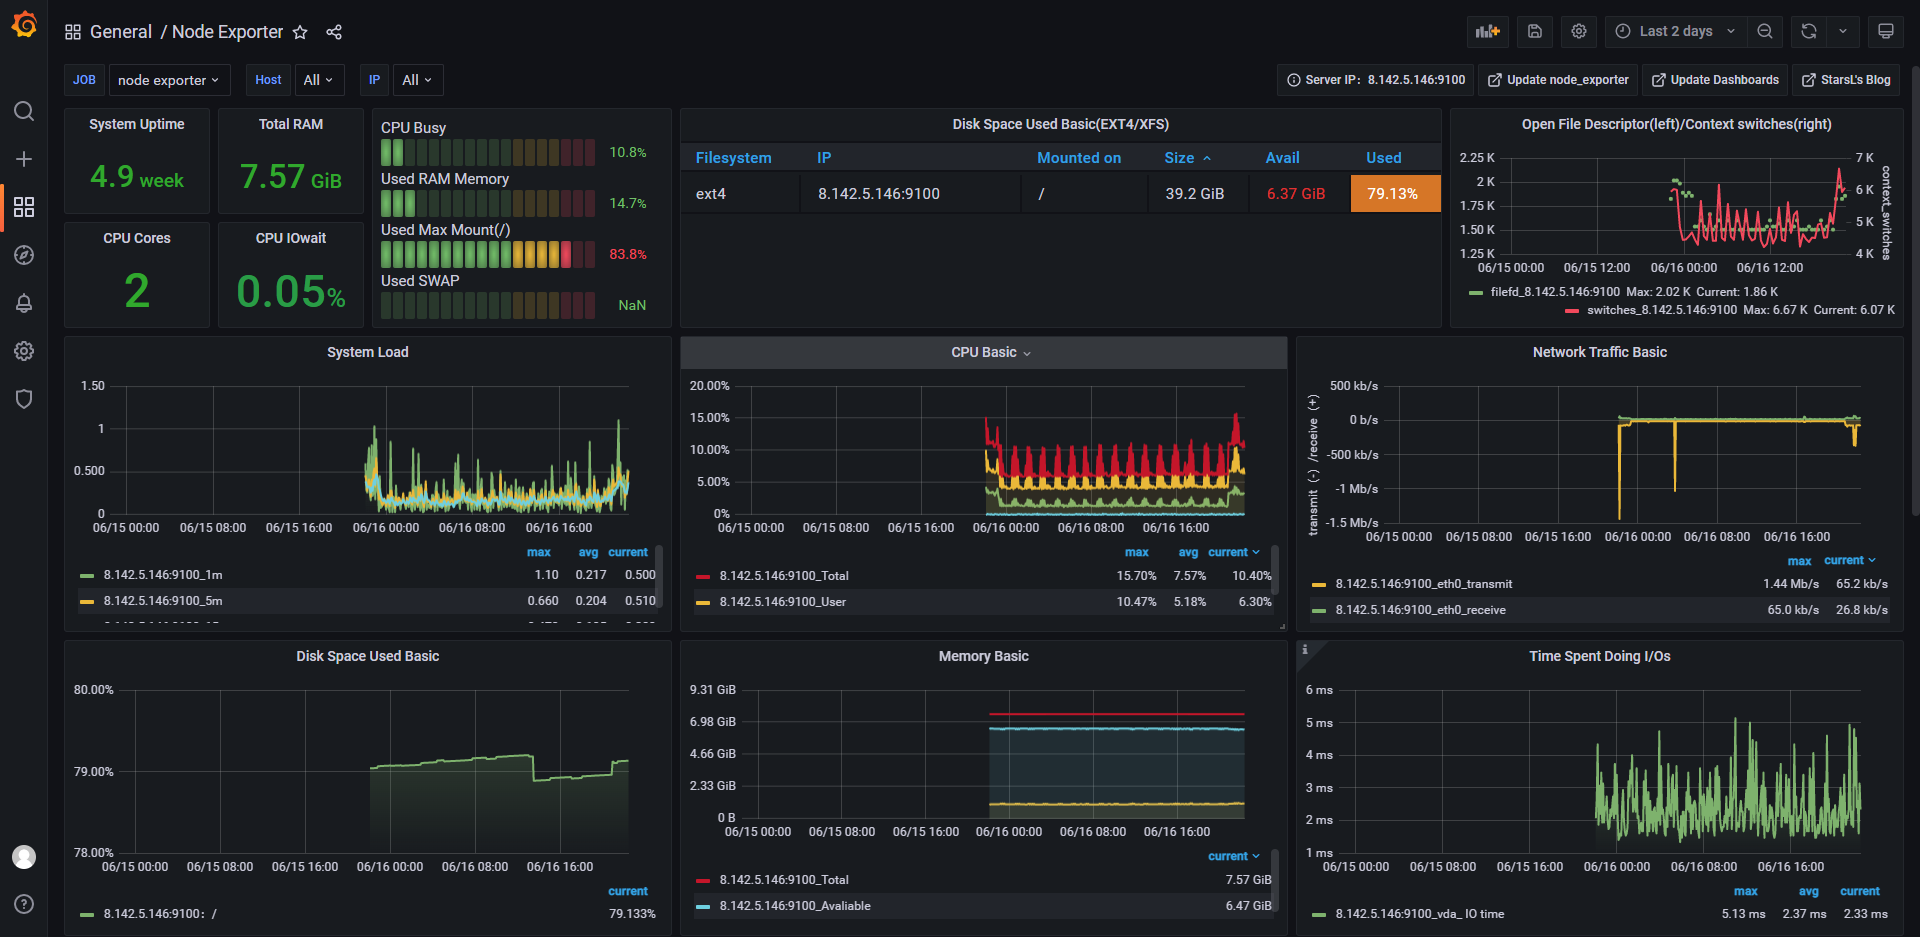 General / Node Exporter
Last 2 days
JOB node exporter Host All IP All
Server IP: 8.142.5.146:9100 Update node_exporter Update Dashboards StarsL's Blog
System Uptime
4.9 week
Total RAM
7.57 GiB
CPU Cores
2
CPU IOwait
0.05%
CPU Busy
10.8%
Used RAM Memory
14.7%
Used Max Mount(/)
83.8%
Used SWAP
NaN
Disk Space Used Basic(EXT4/XFS)
Filesystem IP Mounted on Size Avail Used
ext4 8.142.5.146:9100 / 39.2 GiB 6.37 GiB 79.13%
Open File Descriptor(left)/Context switches(right)
2.25 K 7 K
2 K 6 K
1.75 K
1.50 K 5 K
1.25 K 4 K
context_switches
06/15 00:00 06/15 12:00 06/16 00:00 06/16 12:00
filefd_8.142.5.146:9100 Max: 2.02 K Current: 1.86 K
switches_8.142.5.146:9100 Max: 6.67 K Current: 6.07 K
System Load
1.50
1
0.500
0
06/15 00:00 06/15 08:00 06/15 16:00 06/16 00:00 06/16 08:00 06/16 16:00
max avg current
8.142.5.146:9100_1m 1.10 0.217 0.500
8.142.5.146:9100_5m 0.660 0.204 0.510
CPU Basic
20.00%
15.00%
10.00%
5.00%
0%
06/15 00:00 06/15 08:00 06/15 16:00 06/16 00:00 06/16 08:00 06/16 16:00
max avg current
8.142.5.146:9100_Total 15.70% 7.57% 10.40%
8.142.5.146:9100_User 10.47% 5.18% 6.30%
Network Traffic Basic
transmit (-) /receive (+)
500 kb/s
0 b/s
-500 kb/s
-1 Mb/s
-1.5 Mb/s
06/15 00:00 06/15 08:00 06/15 16:00 06/16 00:00 06/16 08:00 06/16 16:00
max current
8.142.5.146:9100_eth0_transmit 1.44 Mb/s 65.2 kb/s
8.142.5.146:9100_eth0_receive 65.0 kb/s 26.8 kb/s
Disk Space Used Basic
80.00%
79.00%
78.00%
06/15 00:00 06/15 08:00 06/15 16:00 06/16 00:00 06/16 08:00 06/16 16:00
current
8.142.5.146:9100: / 79.133%
Memory Basic
9.31 GiB
6.98 GiB
4.66 GiB
2.33 GiB
0 B
06/15 00:00 06/15 08:00 06/15 16:00 06/16 00:00 06/16 08:00 06/16 16:00
current
8.142.5.146:9100_Total 7.57 GiB
8.142.5.146:9100_Avaliable 6.47 GiB
Time Spent Doing I/Os
6 ms
5 ms
4 ms
3 ms
2 ms
1 ms
06/15 00:00 06/15 08:00 06/15 16:00 06/16 00:00 06/16 08:00 06/16 16:00
max avg current
8.142.5.146:9100_vda_ IO time 5.13 ms 2.37 ms 2.33 ms